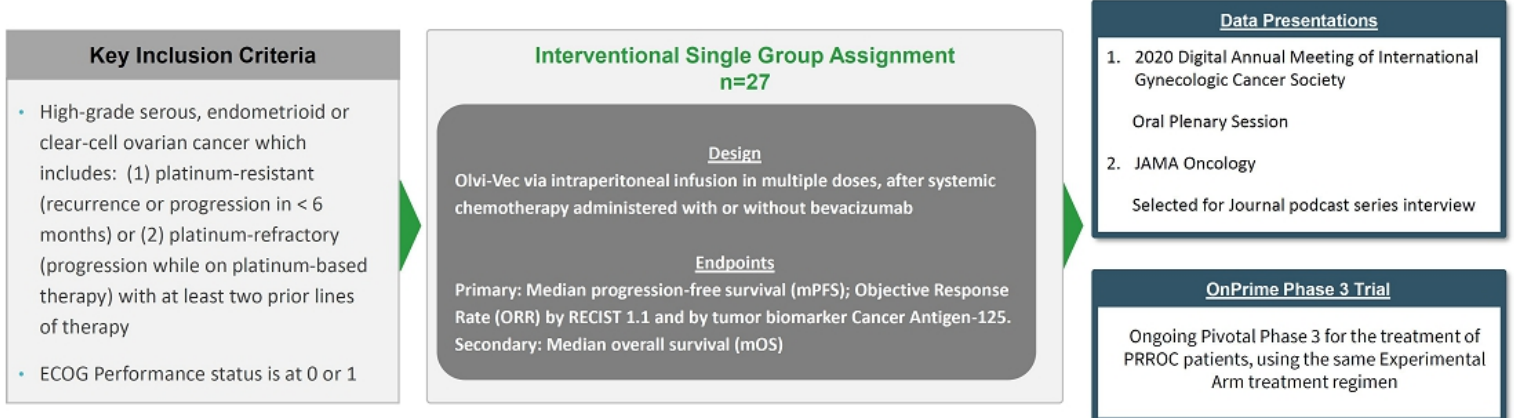 Key Inclusion Criteria
• High-grade serous, endometrioid or
clear-cell ovarian cancer which
includes: (1) platinum-resistant
(recurrence or progression in < 6
months) or (2) platinum-refractory
(progression while on platinum-based
therapy) with at least two prior lines
of therapy
• ECOG Performance status is at 0 or 1
Interventional Single Group Assignment
n=27
Design
Olvi-Vec via intraperitoneal infusion in multiple doses, after systemic
chemotherapy administered with or without bevacizumab
Endpoints
Primary: Median progression-free survival (mPFS); Objective Response
Rate (ORR) by RECIST 1.1 and by tumor biomarker Cancer Antigen-125.
Secondary: Median overall survival (mOS)
Data Presentations
1. 2020 Digital Annual Meeting of International
Gynecologic Cancer Society
Oral Plenary Session
2. JAMA Oncology
Selected for Journal podcast series interview
OnPrime Phase 3 Trial
Ongoing Pivotal Phase 3 for the treatment of
PRROC patients, using the same Experimental
Arm treatment regimen